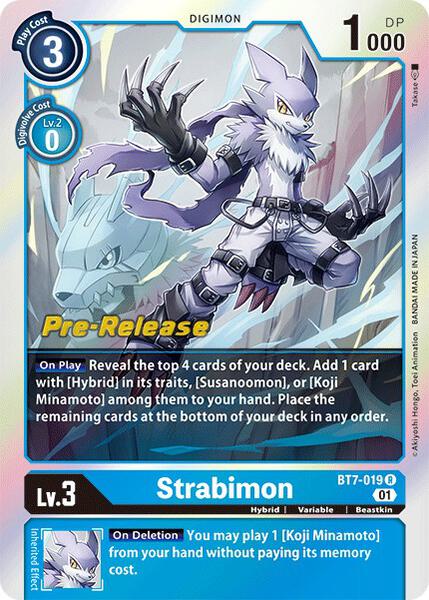 Play Cost
3
DIGIMON
DP
1000
Digivolve Cost
Lv.2
0
Takase
Pre-Release
On Play Reveal the top 4 cards of your deck. Add 1 card
with [Hybrid] in its traits, [Susanoomon], or [Koji
Minamoto] among them to your hand. Place the
remaining cards at the bottom of your deck in any order.
©Akiyoshi Hongo, Toei Animation BANDAI MADE IN JAPAN
Lv.3
Strabimon
BT7-019 R
01
Hybrid | Variable | Beastkin
Inherited Effect
On Deletion You may play 1 [Koji Minamoto]
from your hand without paying its memory
cost.